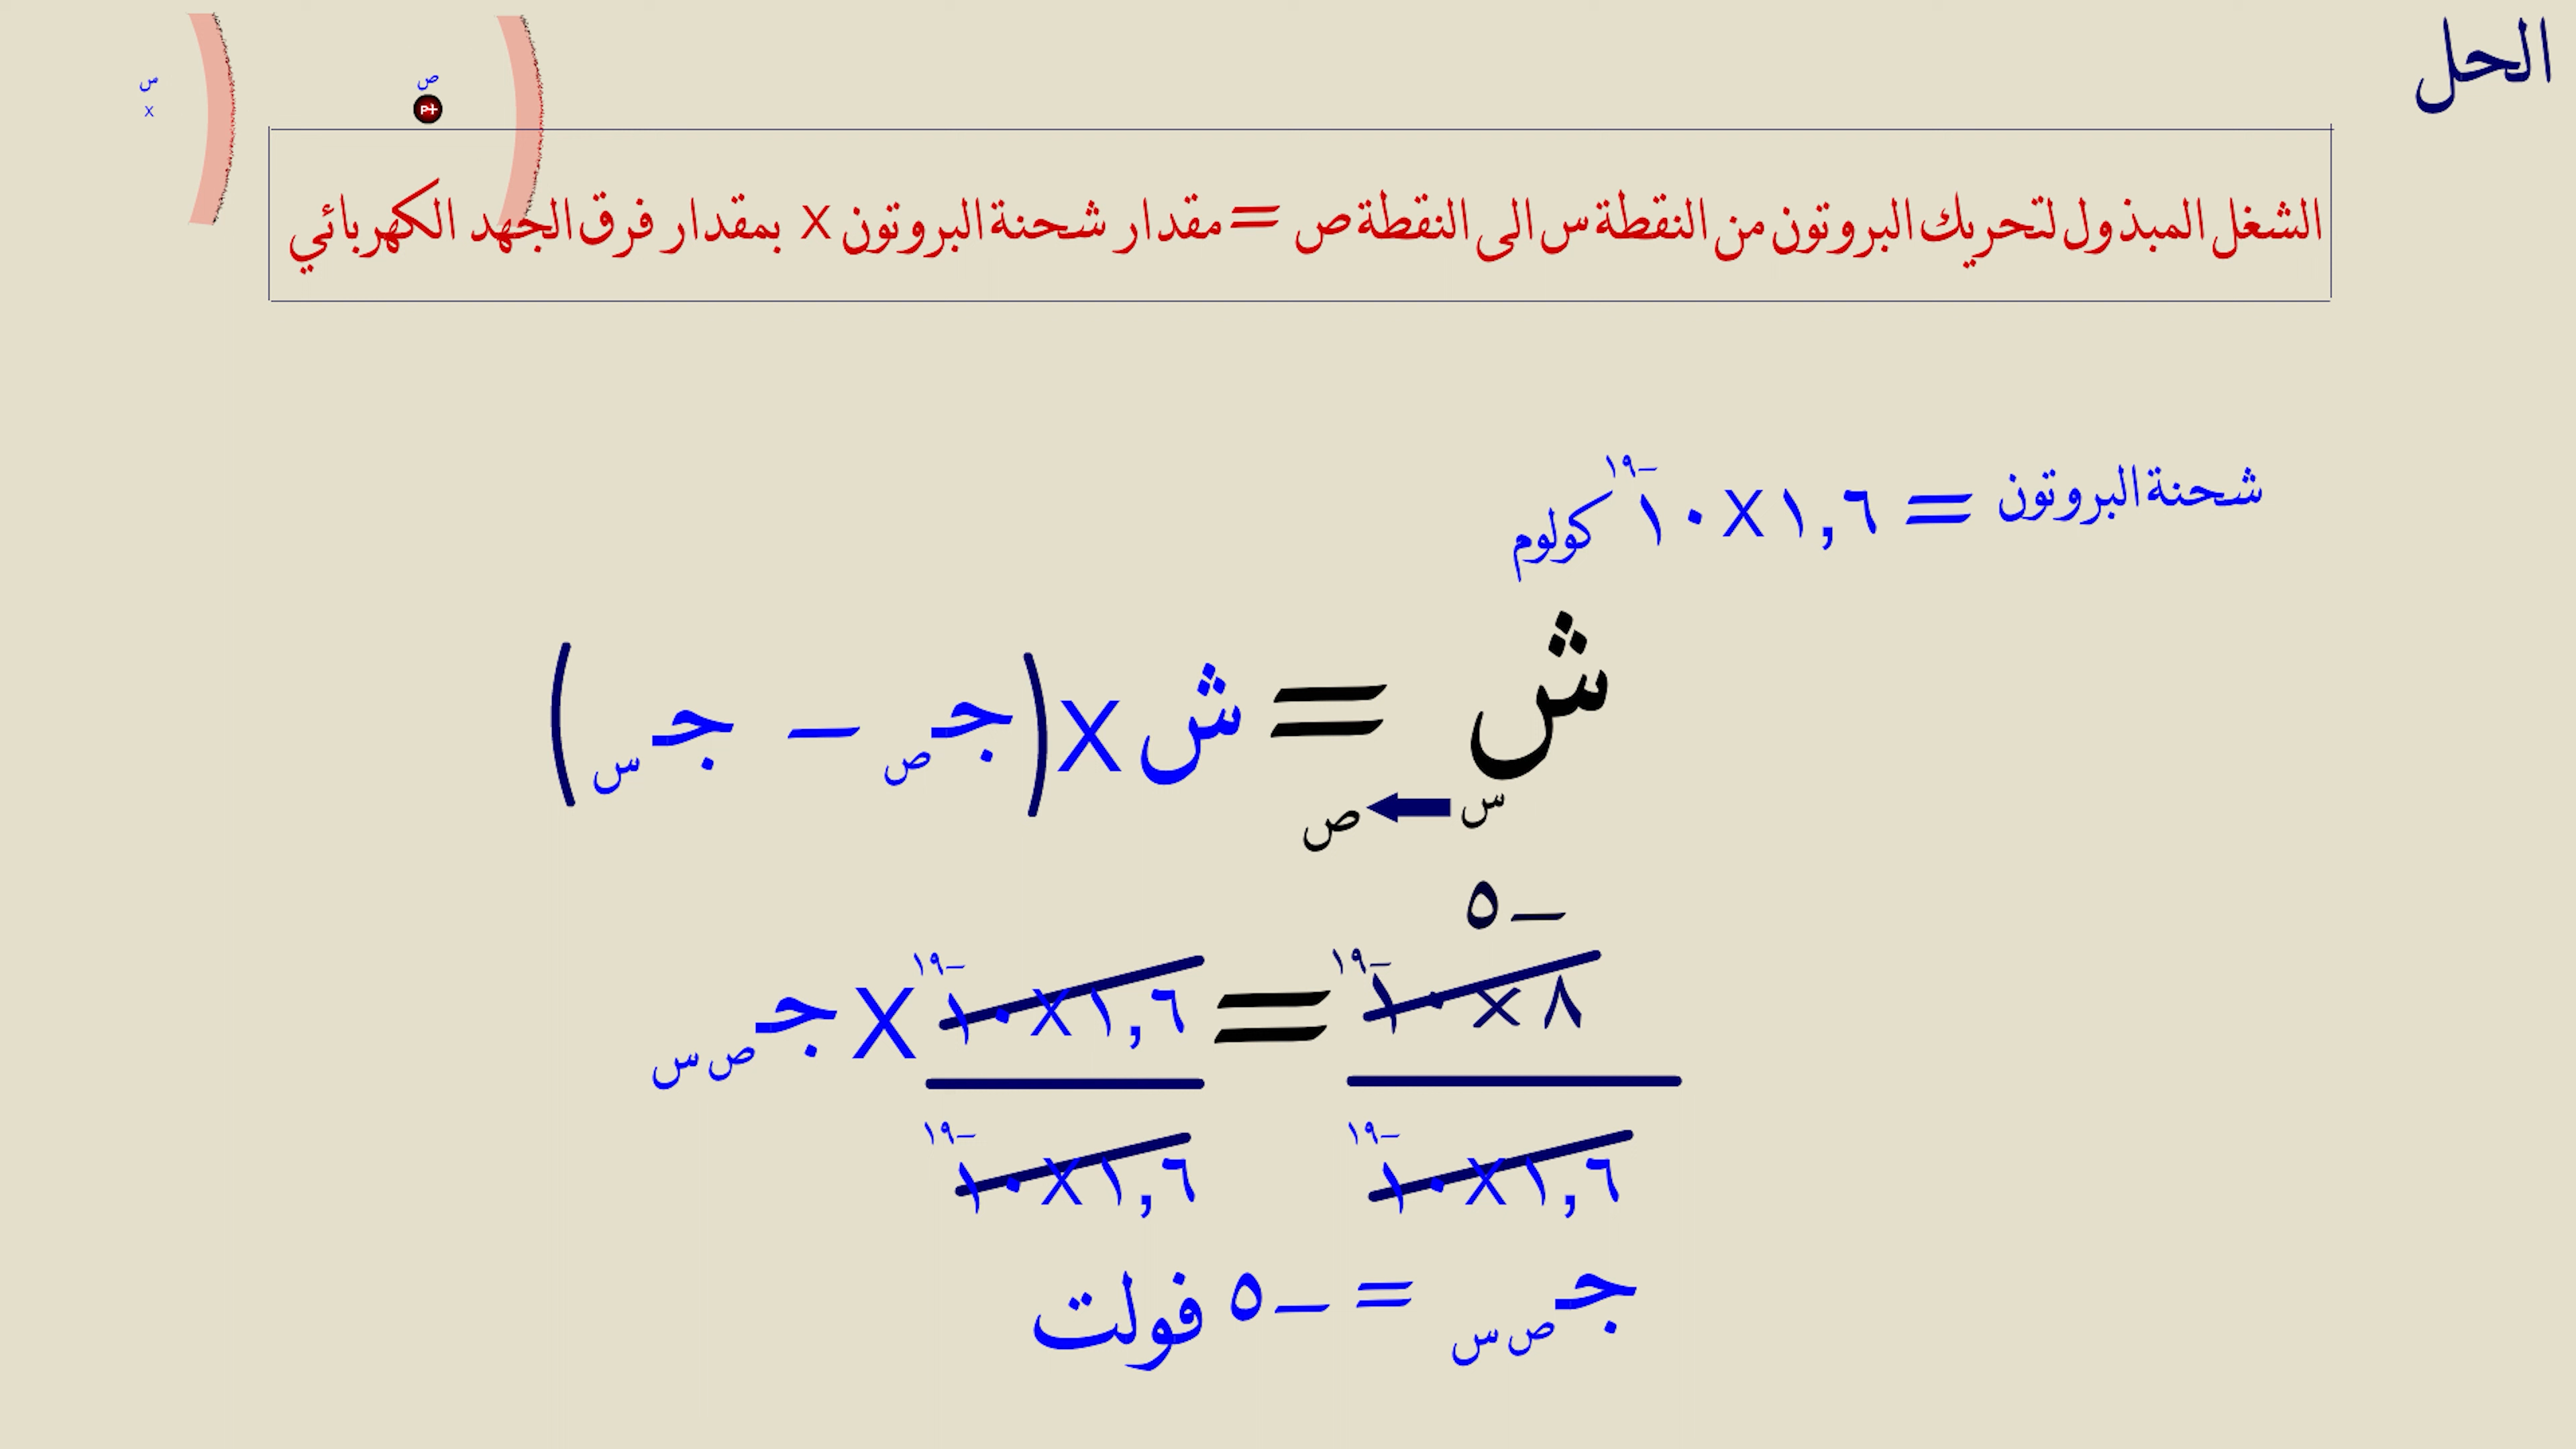 الحل
س
ص
x
P+
الشغل المبذول لتحريك البروتون من النقطة س الى النقطة ص = مقدار شحنة البروتون x بمقدار فرق الجهد الكهربائي
شحنة البروتون = ١,٦ X ١٠ –١٩ كولوم
ش = ش X (جـ ص – جـ س)
س ص
– ٥
٨ × ١٠ –١٩ = ١,٦ X ١٠ –١٩ X جـ ص س
١,٦ X ١٠ –١٩ ١,٦ X ١٠ –١٩
جـ ص س = – ٥ فولت